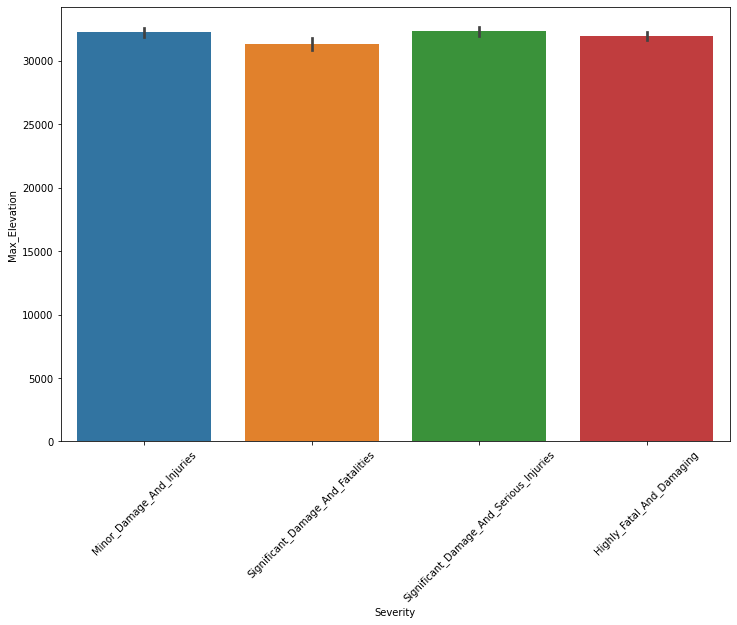 30000
25000
20000
15000
10000
5000
0
Max_Elevation
Minor_Damage_And_Injuries
Significant_Damage_And_Fatalities
Significant_Damage_And_Serious_Injuries
Highly_Fatal_And_Damaging
Severity